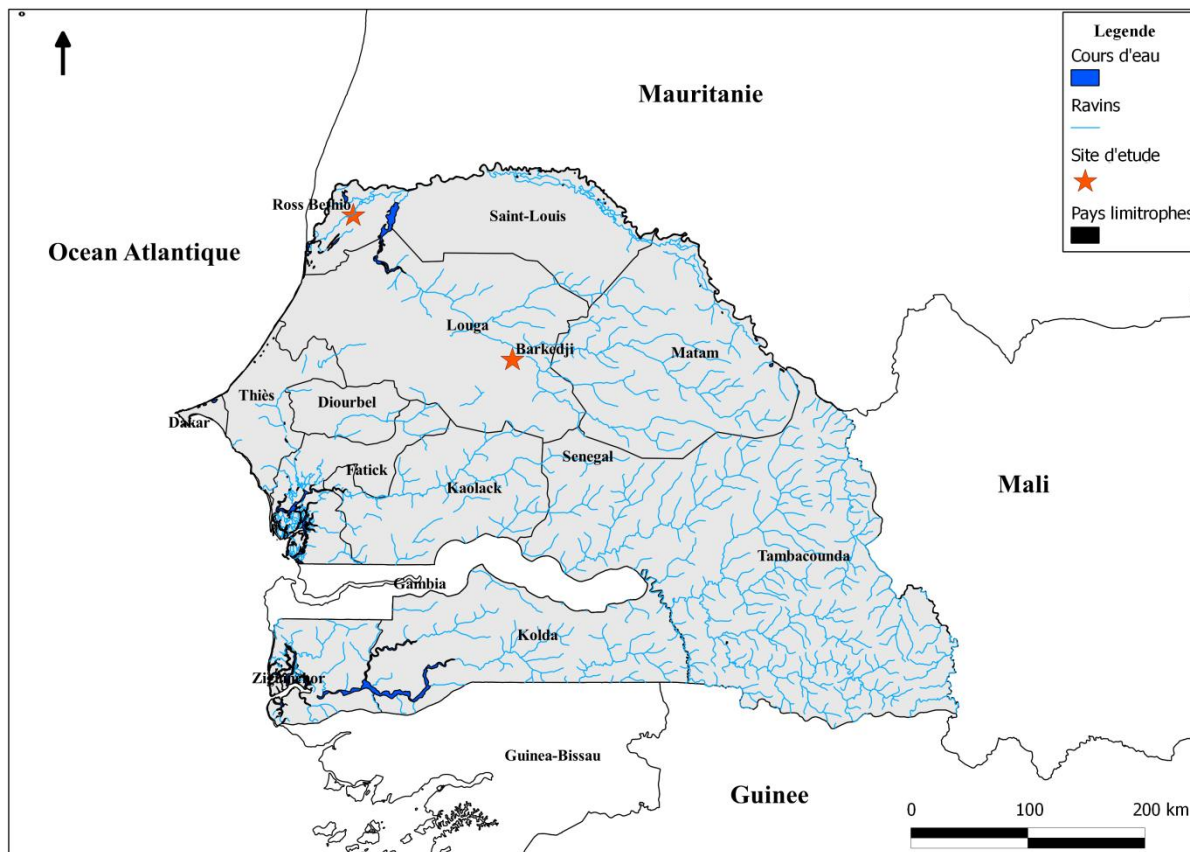 Legende
Cours d'eau
Ravins
Site d'etude
Pays limitrophes
Mauritanie
Ross Bethio
Saint-Louis
Ocean Atlantique
Louga
Barkedji
Matam
Thiès
Diourbel
Dakar
Senegal
Fatick
Kaolack
Mali
Tambacounda
Gambia
Kolda
Ziguinchor
Guinea-Bissau
Guinee
0 100 200 km